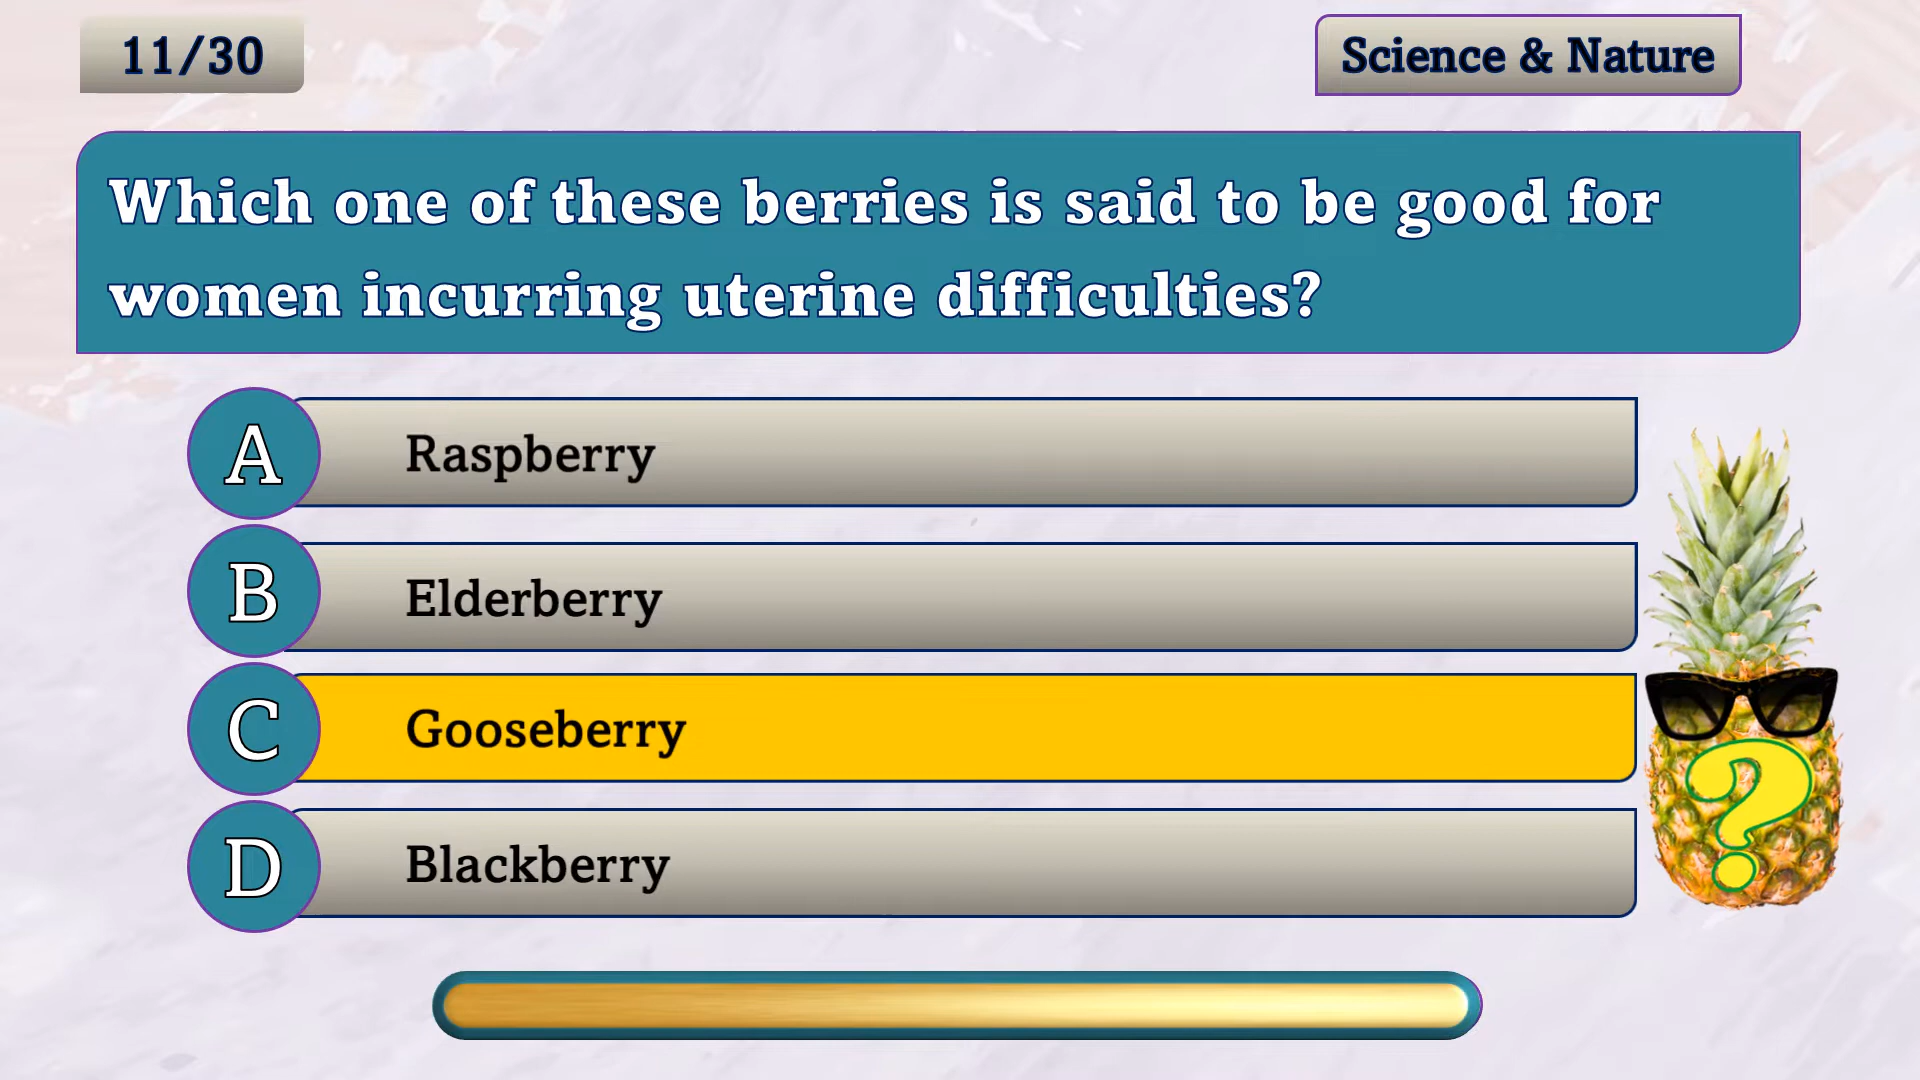 11/30
Science & Nature
Which one of these berries is said to be good for
women incurring uterine difficulties?
A Raspberry
B Elderberry
C Gooseberry
D Blackberry
?